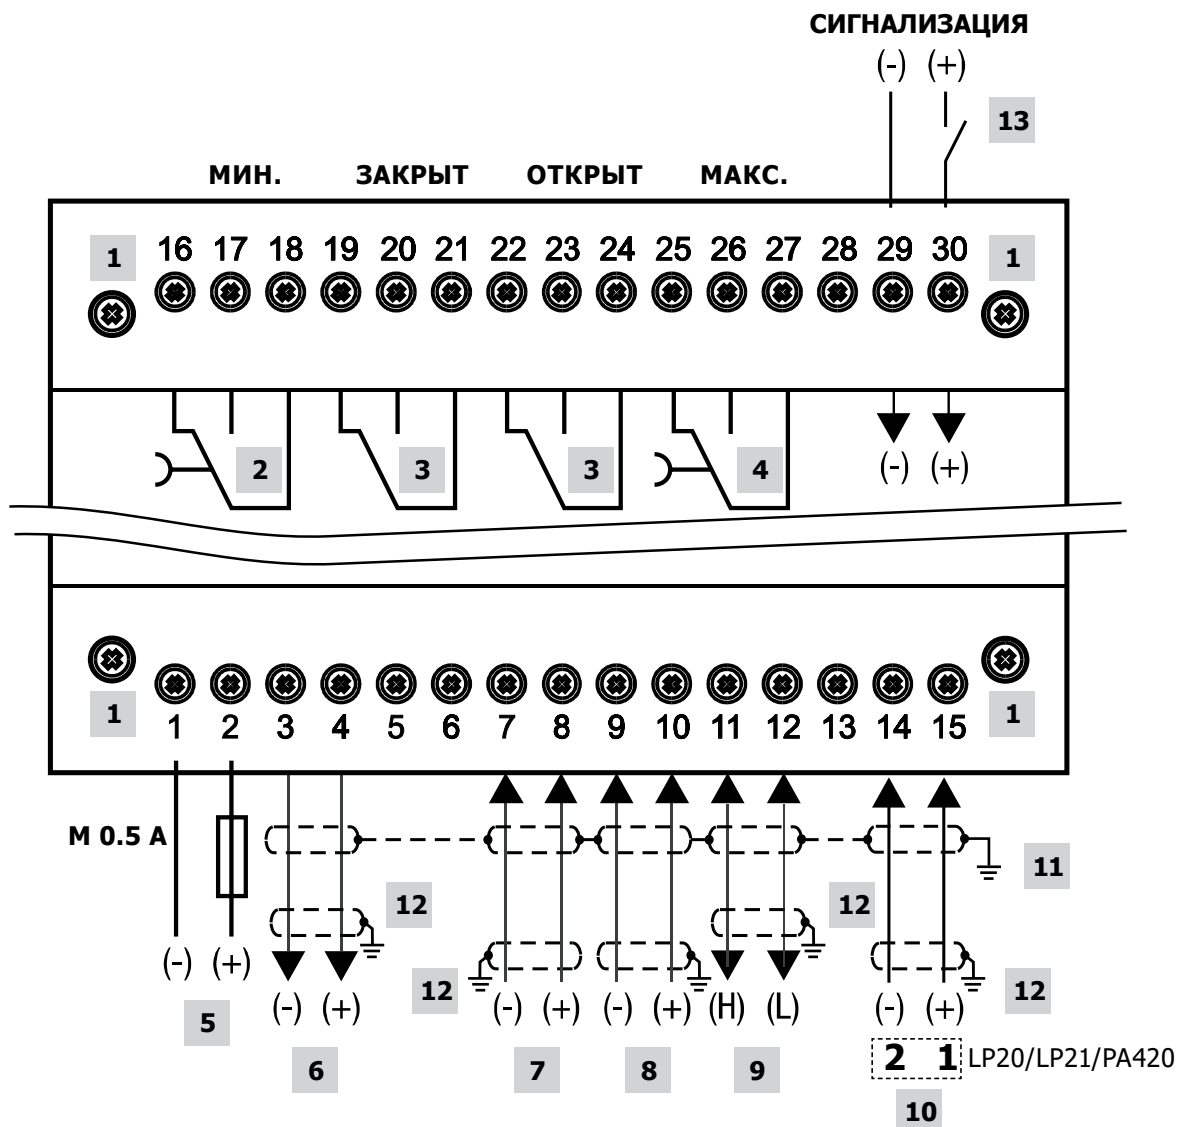 СИГНАЛИЗАЦИЯ
(-) (+)
13
МИН. ЗАКРЫТ ОТКРЫТ МАКС.
1 16 17 18 19 20 21 22 23 24 25 26 27 28 29 30 1
2 3 3 4 (-) (+)
1 1 2 3 4 5 6 7 8 9 10 11 12 13 14 15 1
M 0.5 A
11
12 12
(-) (+)
12 12
5
(-) (+) (-) (+) (-) (+) (H) (L) (-) (+)
2 1 LP20/LP21/PA420
6 7 8 9
10